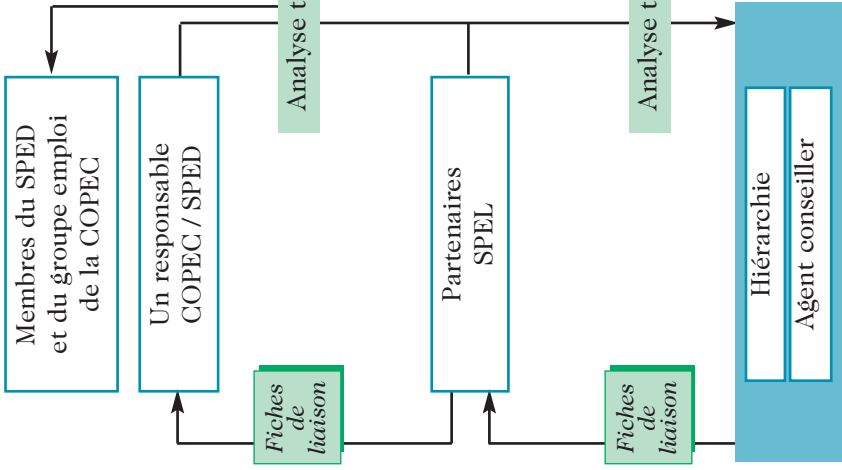 Membres du SPED
et du groupe emploi
de la COPEC
Un responsable
COPEC / SPED
Analyse t
Fiches
de
liaison
Partenaires
SPEL
Analyse t
Fiches
de
liaison
Hiérarchie
Agent conseiller